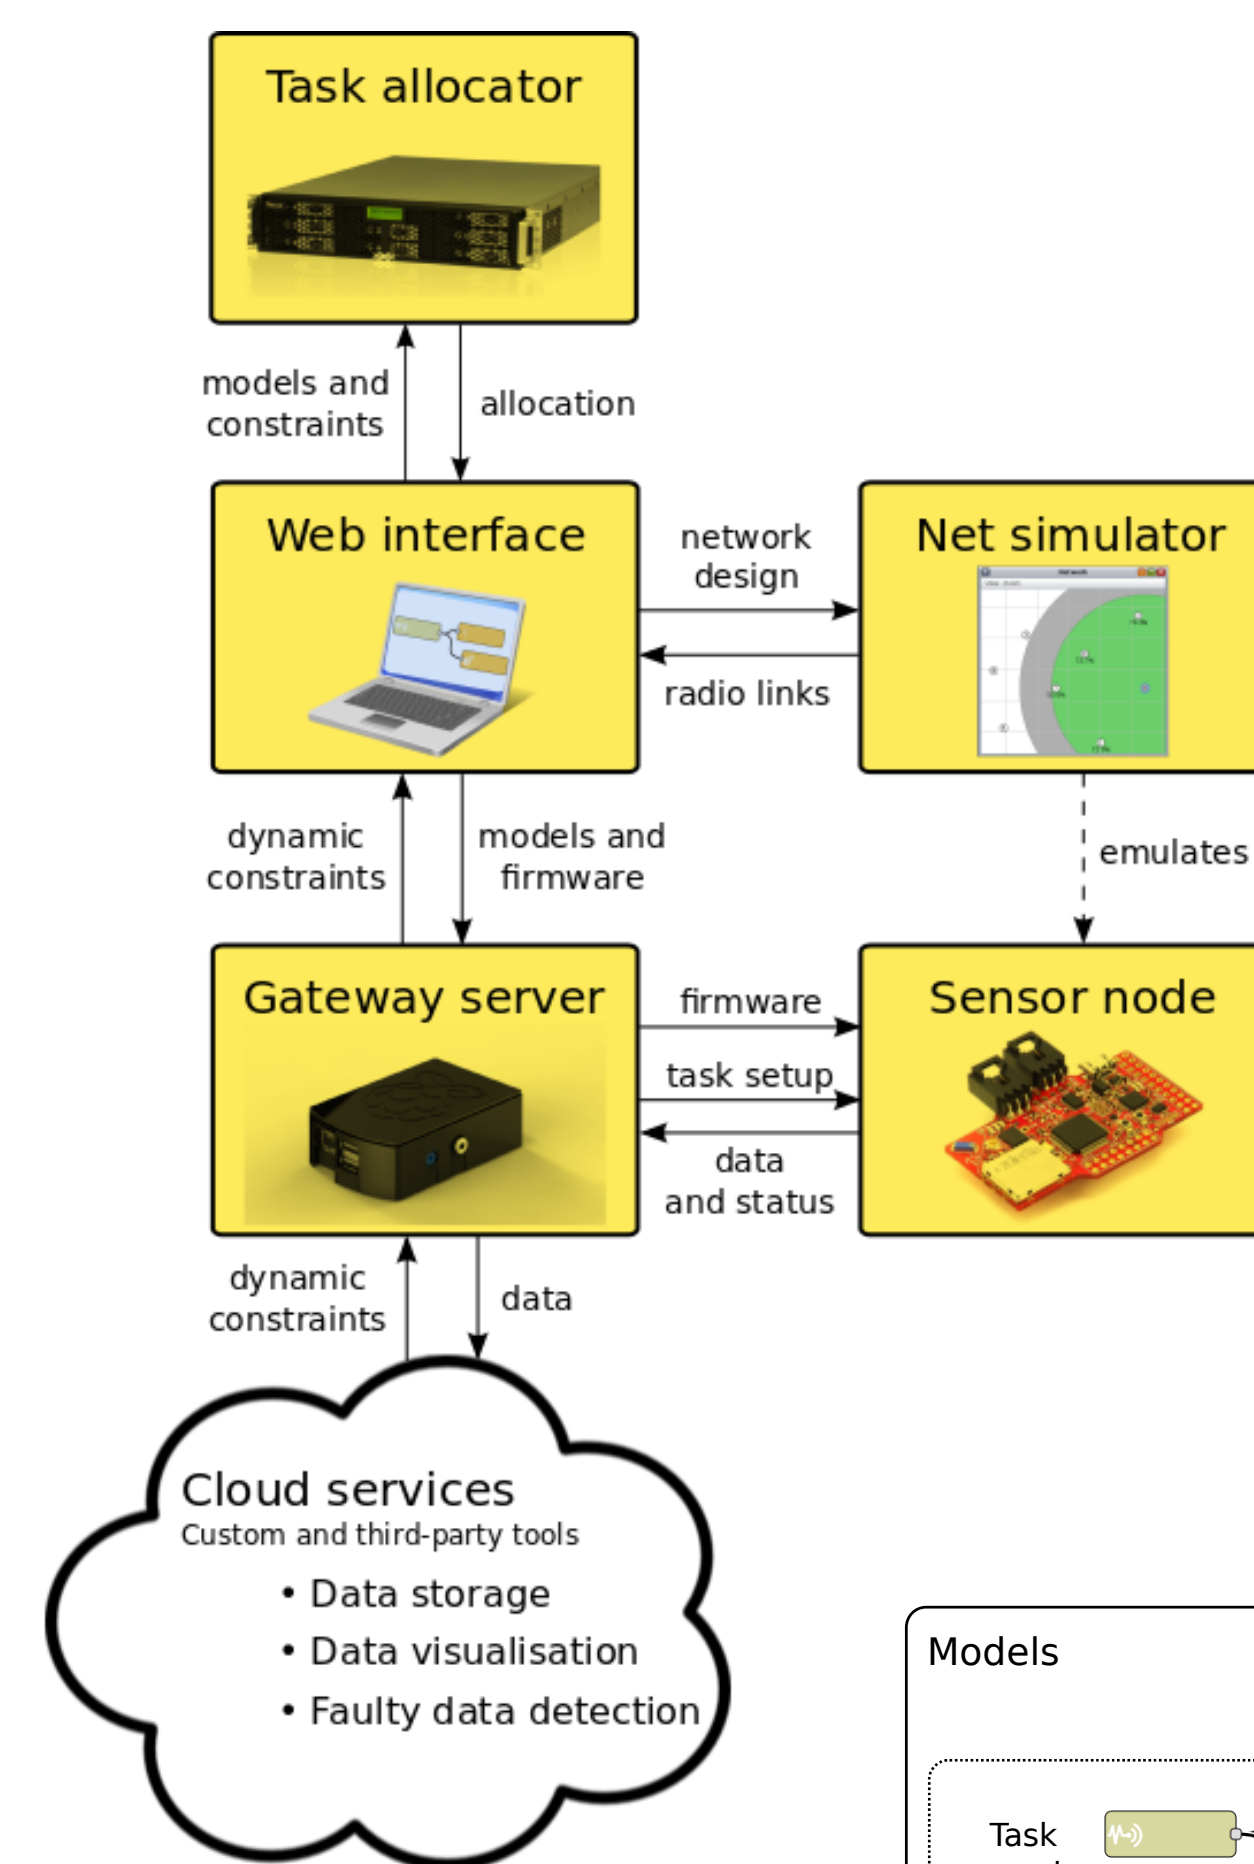 Task allocator
models and
constraints
allocation
Web interface
network
design
radio links
Net simulator
dynamic
constraints
models and
firmware
emulates
Gateway server
firmware
task setup
data
and status
Sensor node
dynamic
constraints
data
Cloud services
Custom and third-party tools
• Data storage
• Data visualisation
• Faulty data detection
Models
Task